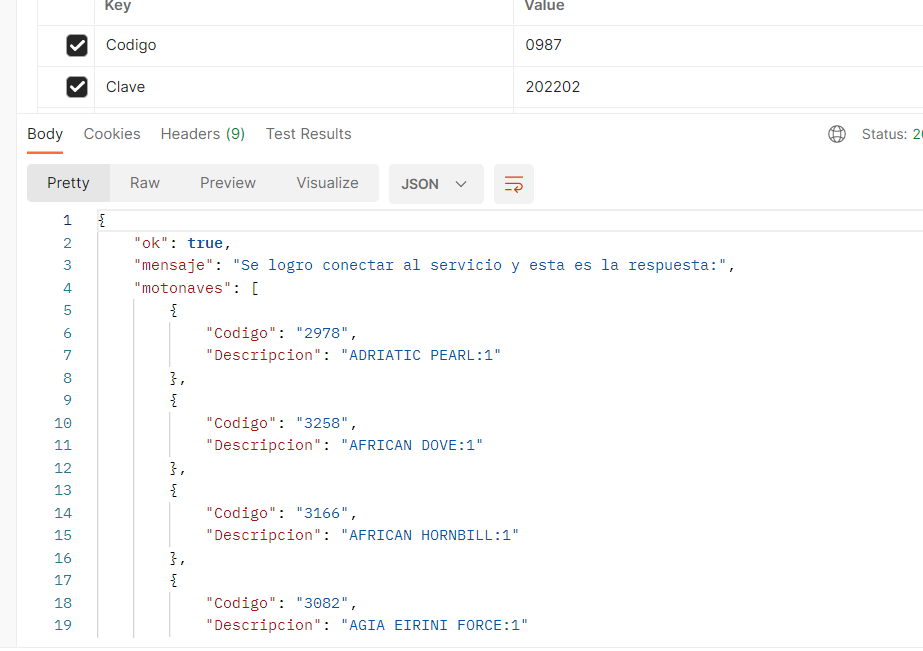 Key Value
Codigo 0987
Clave 202202
Body Cookies Headers (9) Test Results Status:
Pretty Raw Preview Visualize JSON
1 {
2 "ok": true,
3 "mensaje": "Se logro conectar al servicio y esta es la respuesta:",
4 "motonaves": [
5 {
6 "Codigo": "2978",
7 "Descripcion": "ADRIATIC PEARL:1"
8 },
9 {
10 "Codigo": "3258",
11 "Descripcion": "AFRICAN DOVE:1"
12 },
13 {
14 "Codigo": "3166",
15 "Descripcion": "AFRICAN HORNBILL:1"
16 },
17 {
18 "Codigo": "3082",
19 "Descripcion": "AGIA EIRINI FORCE:1"